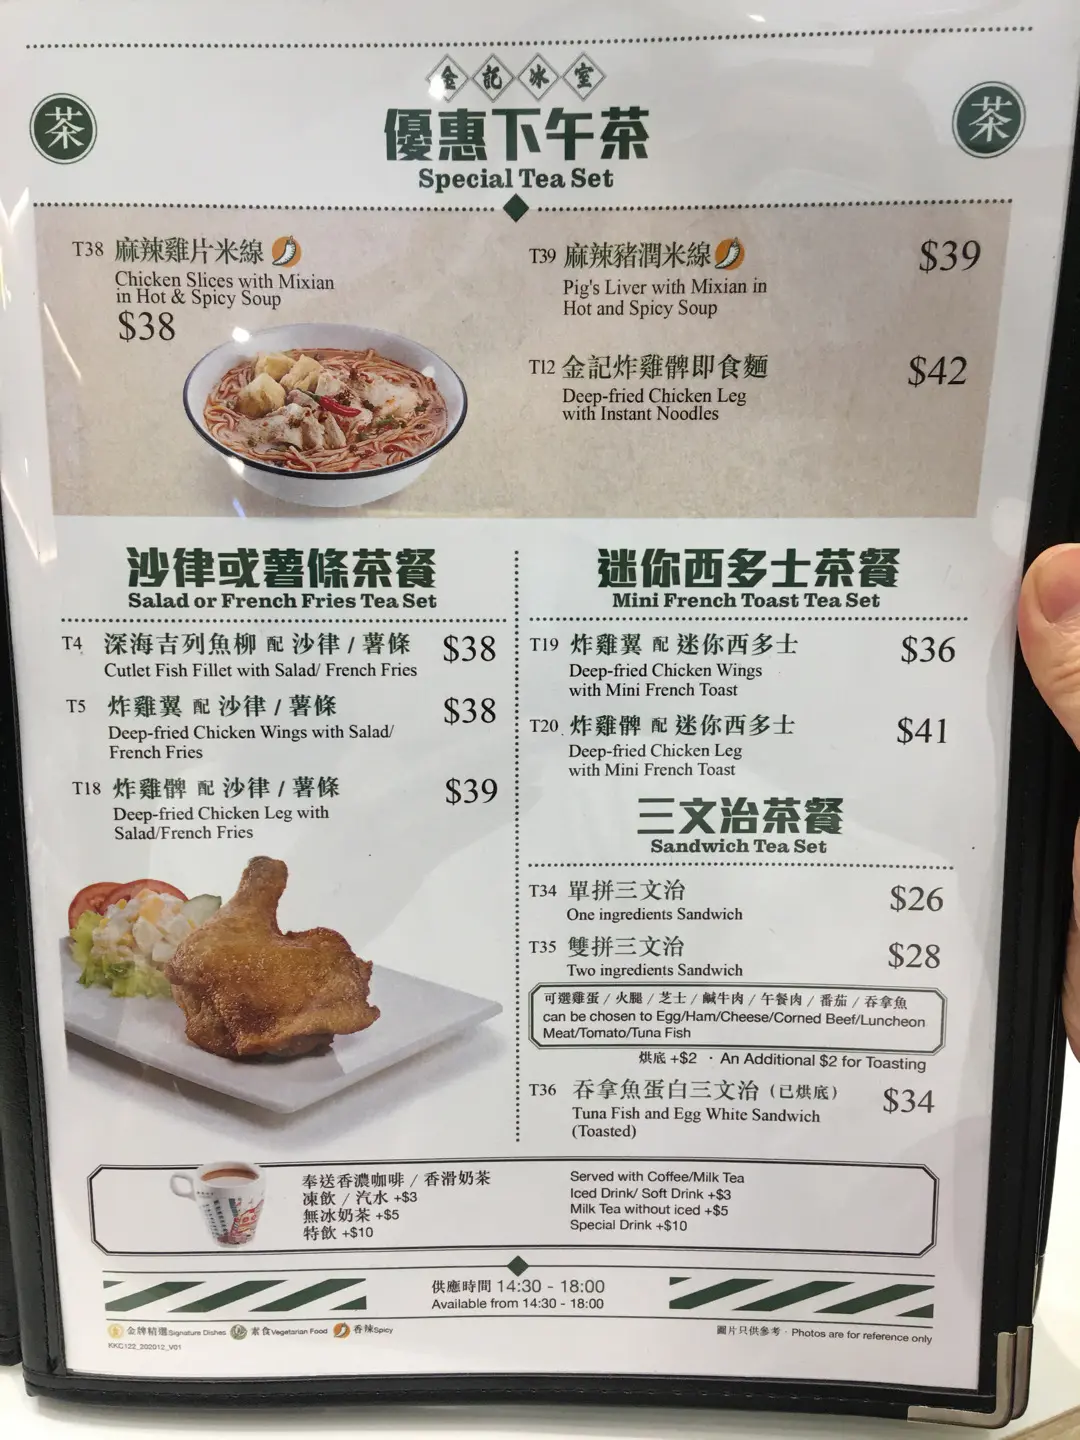 金記冰室
茶
優惠下午茶
茶
Special Tea Set
T38 麻辣雞片米線
Chicken Slices with Mixian
in Hot & Spicy Soup
$38
T39 麻辣豬潤米線
$39
Pig's Liver with Mixian in
Hot and Spicy Soup
T12 金記炸雞髀即食麵
$42
Deep-fried Chicken Leg
with Instant Noodles
沙律或薯條茶餐
Salad or French Fries Tea Set
T4 深海吉列魚柳 配 沙律 / 薯條 $38
Cutlet Fish Fillet with Salad/ French Fries
T5 炸雞翼 配 沙律 / 薯條 $38
Deep-fried Chicken Wings with Salad/
French Fries
T18 炸雞髀 配 沙律 / 薯條 $39
Deep-fried Chicken Leg with
Salad/French Fries
迷你西多士茶餐
Mini French Toast Tea Set
T19 炸雞翼 配 迷你西多士 $36
Deep-fried Chicken Wings
with Mini French Toast
T20 炸雞髀 配 迷你西多士 $41
Deep-fried Chicken Leg
with Mini French Toast
三文治茶餐
Sandwich Tea Set
T34 單拼三文治 $26
One ingredients Sandwich
T35 雙拼三文治 $28
Two ingredients Sandwich
可選雞蛋 / 火腿 / 芝士 / 鹹牛肉 / 午餐肉 / 番茄 / 吞拿魚
can be chosen to Egg/Ham/Cheese/Corned Beef/Luncheon
Meat/Tomato/Tuna Fish
烘底 +$2 · An Additional $2 for Toasting
T36 吞拿魚蛋白三文治 (已烘底) $34
Tuna Fish and Egg White Sandwich
(Toasted)
奉送香濃咖啡 / 香滑奶茶
凍飲 / 汽水 +$3
無冰奶茶 +$5
特飲 +$10
Served with Coffee/Milk Tea
Iced Drink/ Soft Drink +$3
Milk Tea without iced +$5
Special Drink +$10
供應時間 14:30 - 18:00
Available from 14:30 - 18:00
金牌精選 Signature Dishes 素食 Vegetarian Food 香辣 Spicy
圖片只供參考 · Photos are for reference only
KKC122_202012_V01